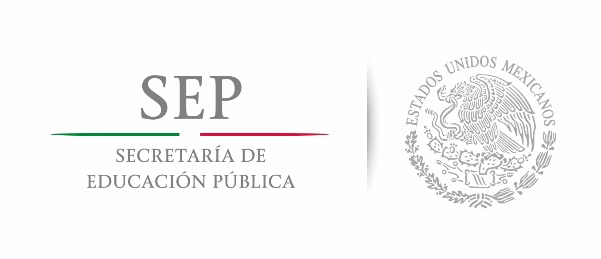 SEP
SECRETARÍA DE
EDUCACIÓN PÚBLICA
ESTADOS UNIDOS MEXICANOS